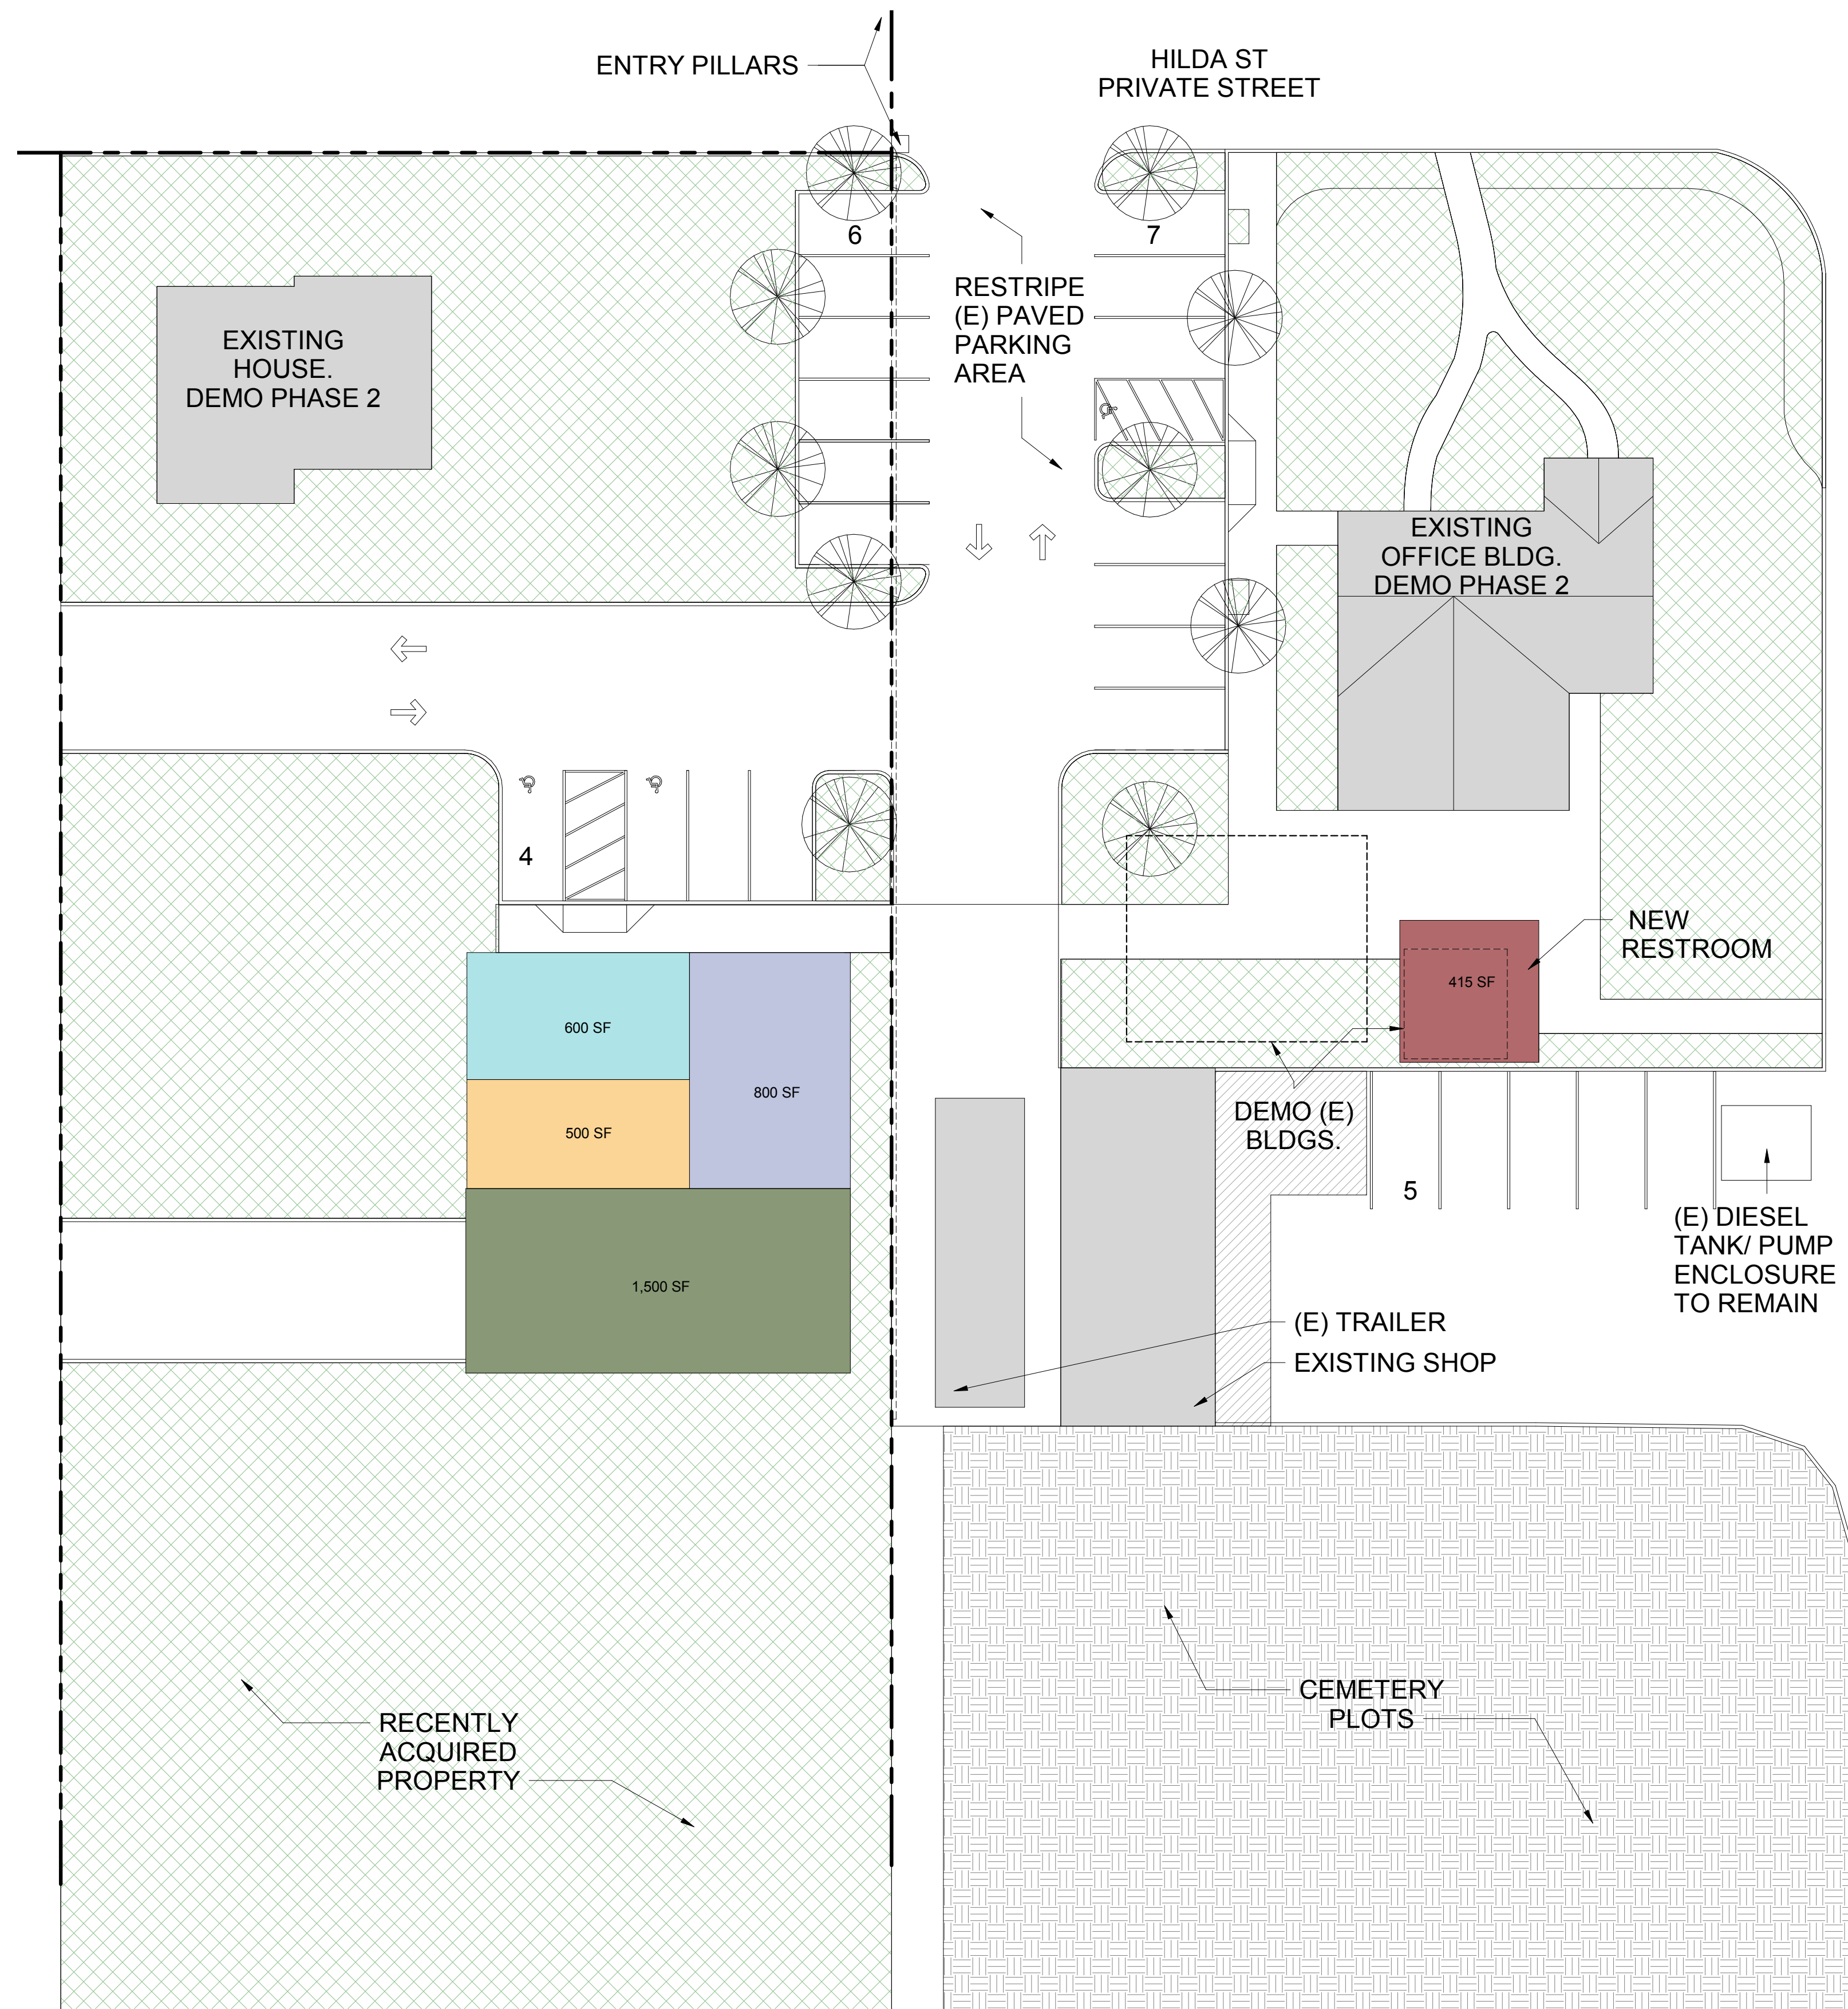 ENTRY PILLARS
HILDA ST
PRIVATE STREET
6
7
RESTRIPE
(E) PAVED
PARKING
AREA
EXISTING
HOUSE.
DEMO PHASE 2
EXISTING
OFFICE BLDG.
DEMO PHASE 2
4
NEW
RESTROOM
415 SF
600 SF
800 SF
500 SF
DEMO (E)
BLDGS.
5
(E) DIESEL
TANK/ PUMP
ENCLOSURE
TO REMAIN
1,500 SF
(E) TRAILER
EXISTING SHOP
CEMETERY
PLOTS
RECENTLY
ACQUIRED
PROPERTY